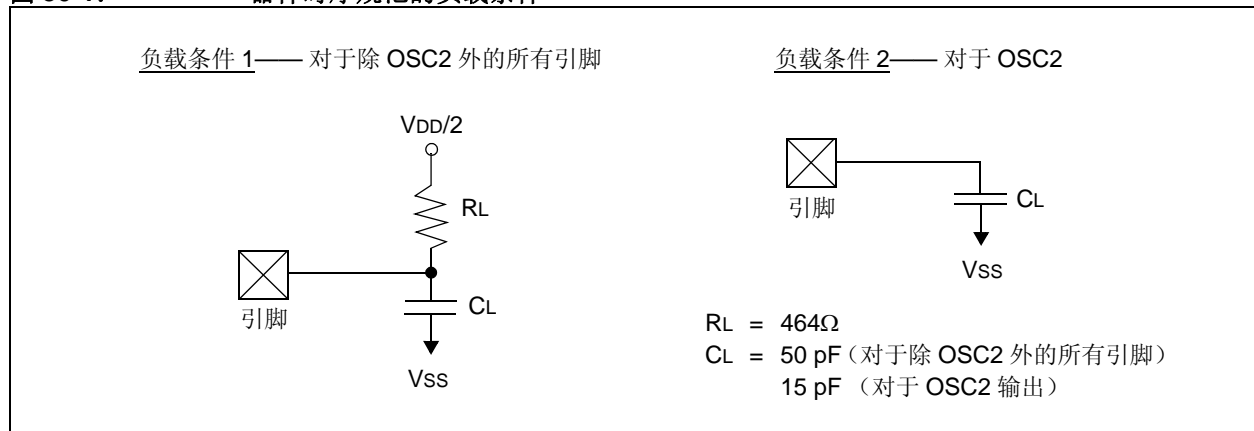 负载条件 1—— 对于除 OSC2 外的所有引脚
VDD/2
RL
引脚
CL
VSS
负载条件 2—— 对于 OSC2
引脚
CL
VSS
RL = 464Ω
CL = 50 pF（对于除 OSC2 外的所有引脚）
15 pF （对于 OSC2 输出）